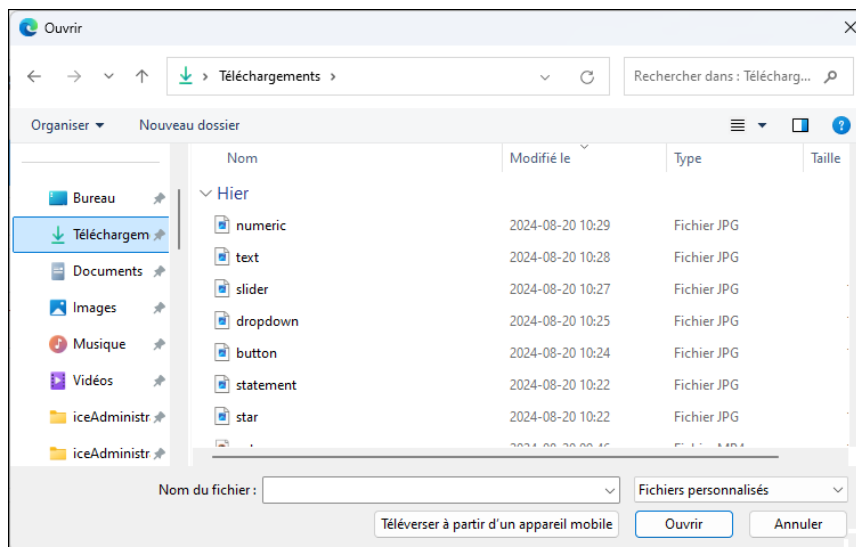 Ouvrir
Téléchargements
Rechercher dans : Télécharg...
Organiser
Nouveau dossier
Nom
Modifié le
Type
Taille
Bureau
Téléchargem
Documents
Images
Musique
Vidéos
iceAdministr
iceAdministr
Hier
numeric 2024-08-20 10:29 Fichier JPG
text 2024-08-20 10:28 Fichier JPG
slider 2024-08-20 10:27 Fichier JPG
dropdown 2024-08-20 10:25 Fichier JPG
button 2024-08-20 10:24 Fichier JPG
statement 2024-08-20 10:22 Fichier JPG
star 2024-08-20 10:22 Fichier JPG
Nom du fichier :
Fichiers personnalisés
Téléverser à partir d'un appareil mobile
Ouvrir
Annuler